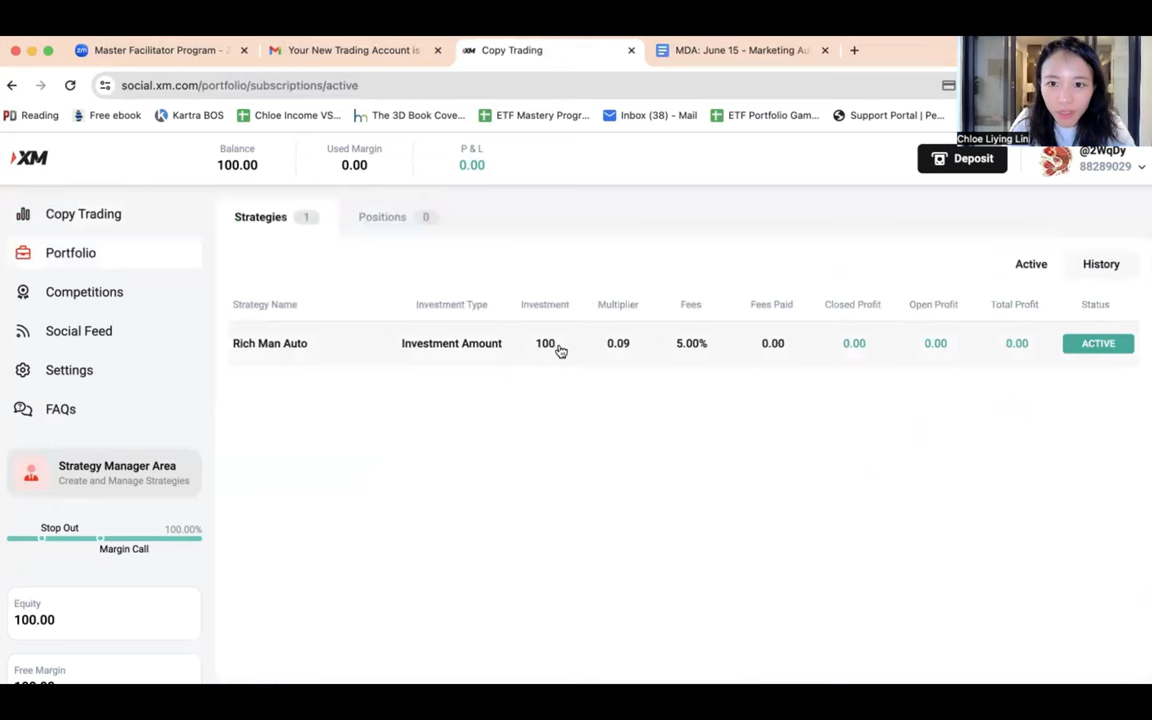 Master Facilitator Program - Z
Your New Trading Account is
XM
Copy Trading
MDA: June 15 - Marketing Au
social.xm.com/portfolio/subscriptions/active
Reading
Free ebook
Kartra BOS
Chloe Income VS...
The 3D Book Cove...
ETF Mastery Progr...
Inbox (38) - Mail
ETF Portfolio Gam...
Support Portal | Pe...
Chloe Liying Lin
XM
Balance
100.00
Used Margin
0.00
P & L
0.00
Deposit
@2WqDy
88289029
Copy Trading
Portfolio
Competitions
Social Feed
Settings
FAQs
Strategy Manager Area
Create and Manage Strategies
Stop Out
100.00%
Margin Call
Equity
100.00
Free Margin
Strategies 1
Positions 0
Active
History
Strategy Name Investment Type Investment Multiplier Fees Fees Paid Closed Profit Open Profit Total Profit Status
Rich Man Auto Investment Amount 100 0.09 5.00% 0.00 0.00 0.00 0.00 ACTIVE